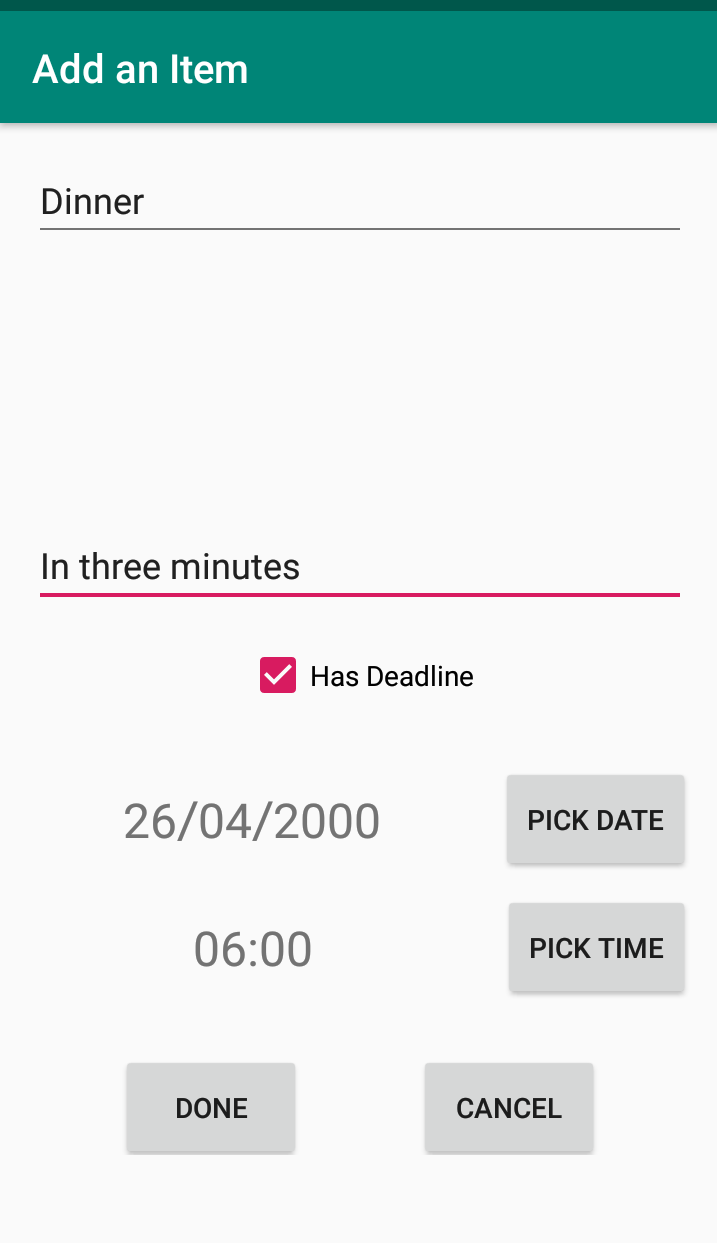 Add an Item
Dinner
In three minutes
Has Deadline
26/04/2000
PICK DATE
06:00
PICK TIME
DONE
CANCEL